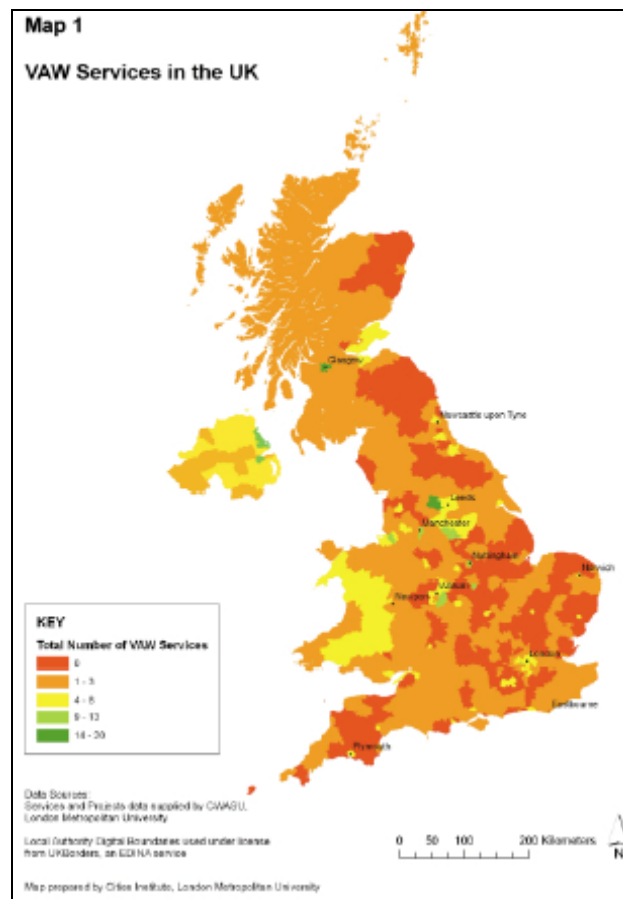 Map 1
VAW Services in the UK
Glasgow
Newcastle upon Tyne
Leeds
Manchester
Nottingham
Norwich
Walsall
Newport
London
Eastbourne
Plymouth
KEY
Total Number of VAW Services
0
1 - 3
4 - 8
9 - 13
14 - 20
Data Sources:
Services and Projects data supplied by CWASU,
London Metropolitan University
Local Authority Digital Boundaries used under license
from UKBorders, an EDINA service
0 50 100 200 Kilometers
N
Map prepared by Cities Institute, London Metropolitan University